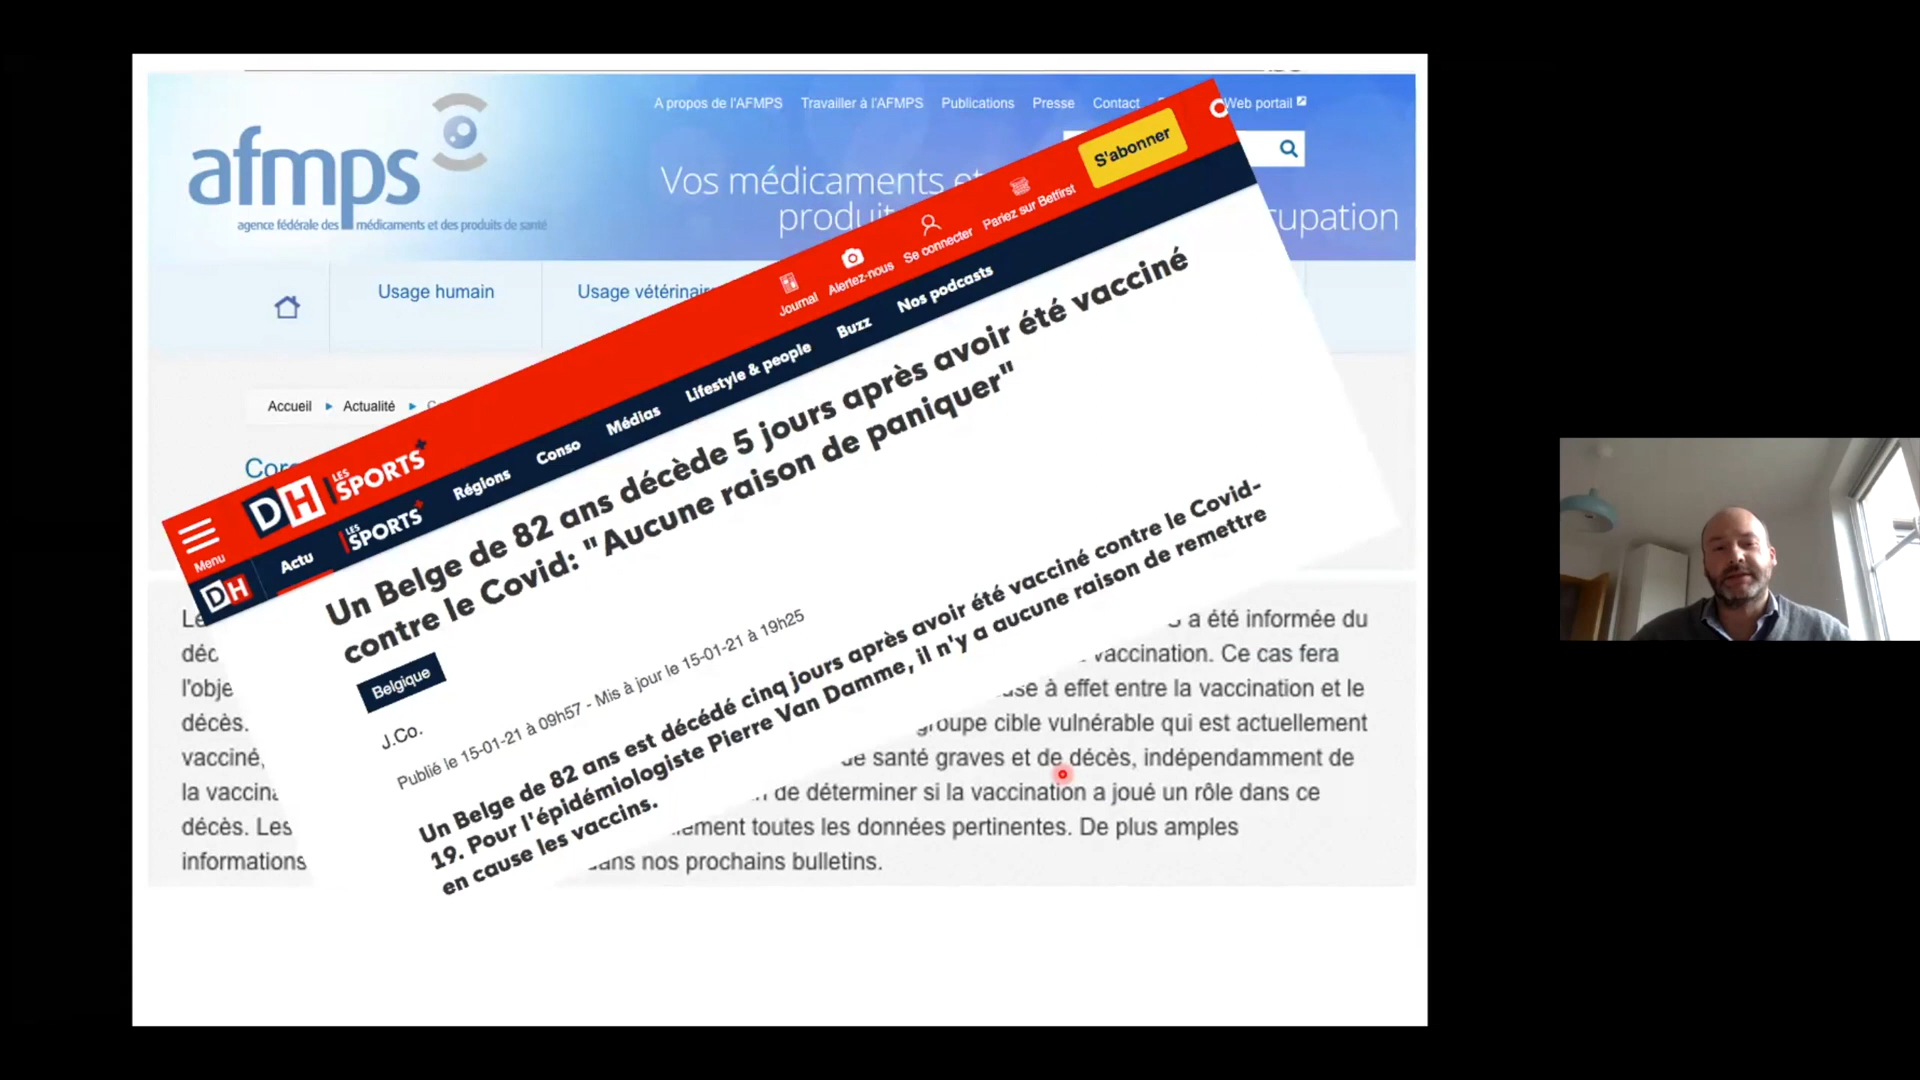 afmps
agence fédérale des médicaments et des produits de santé
A propos de l'AFMPS Travailler à l'AFMPS Publications Presse Contact Web portail
Vos médicaments et
produi
cupation
Usage humain Usage vétérinair
Accueil Actualité
Menu
DH LES SPORTS+
Journal Alertez-nous Se connecter Pariez sur Betfirst S'abonner
DH Actu LES SPORTS+ Régions Conso Médias Lifestyle & people Buzz Nos podcasts
Un Belge de 82 ans décède 5 jours après avoir été vacciné
contre le Covid: "Aucune raison de paniquer"
Belgique
J.Co.
Publié le 15-01-21 à 09h57 - Mis à jour le 15-01-21 à 19h25
Un Belge de 82 ans est décédé cinq jours après avoir été vacciné contre le Covid-
19. Pour l'épidémiologiste Pierre Van Damme, il n'y a aucune raison de remettre
en cause les vaccins.
a été informée du
vaccination. Ce cas fera
l'obje à effet entre la vaccination et le
décès. groupe cible vulnérable qui est actuellement
vacciné, de santé graves et de décès, indépendamment de
la vaccina de déterminer si la vaccination a joué un rôle dans ce
décès. Les toutes les données pertinentes. De plus amples
informations dans nos prochains bulletins.